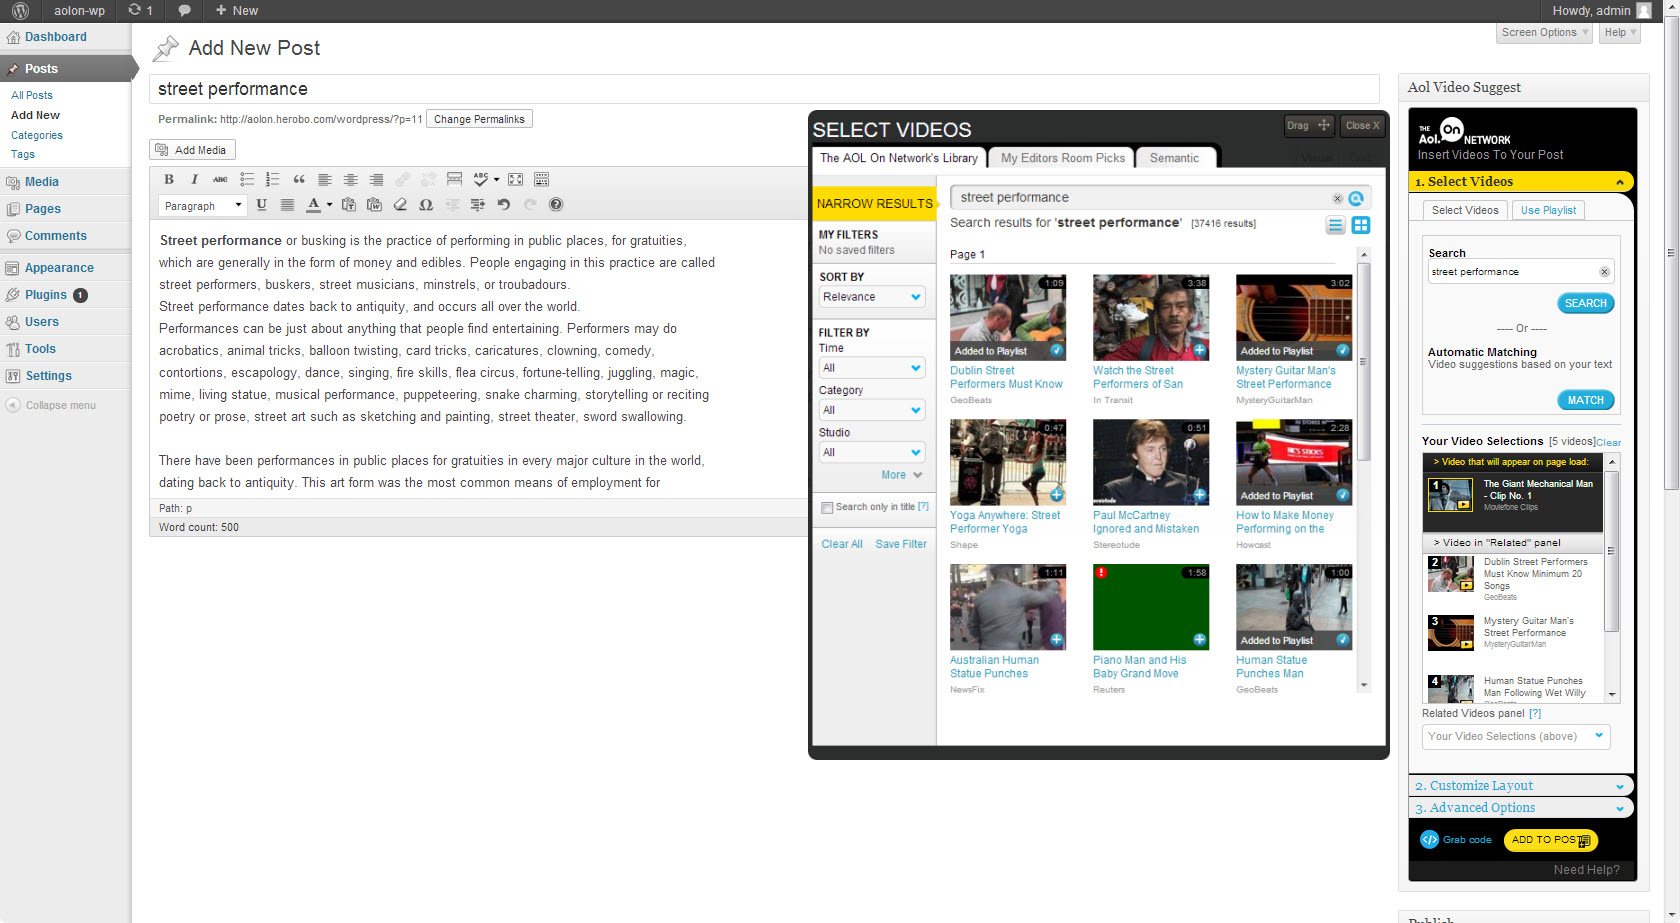 aolon-wp
1
New
Howdy, admin
Dashboard
Posts
All Posts
Add New
Categories
Tags
Media
Pages
Comments
Appearance
Plugins 1
Users
Tools
Settings
Collapse menu
Screen Options
Help
Add New Post
street performance
Permalink: http://aolon.herobo.com/wordpress/?p=11 Change Permalinks
Add Media
B I ABC ABC
Paragraph U A
Street performance or busking is the practice of performing in public places, for gratuities,
which are generally in the form of money and edibles. People engaging in this practice are called
street performers, buskers, street musicians, minstrels, or troubadours.
Street performance dates back to antiquity, and occurs all over the world.
Performances can be just about anything that people find entertaining. Performers may do
acrobatics, animal tricks, balloon twisting, card tricks, caricatures, clowning, comedy,
contortions, escapology, dance, singing, fire skills, flea circus, fortune-telling, juggling, magic,
mime, living statue, musical performance, puppeteering, snake charming, storytelling or reciting
poetry or prose, street art such as sketching and painting, street theater, sword swallowing.
There have been performances in public places for gratuities in every major culture in the world,
dating back to antiquity. This art form was the most common means of employment for
Path: p
Word count: 500
SELECT VIDEOS
Drag
Close X
The AOL On Network's Library
My Editors Room Picks
Semantic
Visual
NARROW RESULTS
MY FILTERS
No saved filters
SORT BY
Relevance
FILTER BY
Time
All
Category
All
Studio
All
More
Search only in title [?]
Clear All Save Filter
street performance
Search results for 'street performance' [37416 results]
Page 1
1:09
Added to Playlist
Dublin Street
Performers Must Know
GeoBeats
3:38
Watch the Street
Performers of San
In Transit
3:02
Added to Playlist
Mystery Guitar Man's
Street Performance
MysteryGuitarMan
0:47
Yoga Anywhere: Street
Performer Yoga
Shape
0:51
Paul McCartney
Ignored and Mistaken
Stereotude
2:28
Added to Playlist
How to Make Money
Performing on the
Howcast
1:11
Australian Human
Statue Punches
NewsFix
1:58
Piano Man and His
Baby Grand Move
Reuters
1:00
Added to Playlist
Human Statue
Punches Man
GeoBeats
Aol Video Suggest
THE
Aol. On NETWORK
Insert Videos To Your Post
1. Select Videos
Select Videos
Use Playlist
Search
street performance
SEARCH
---- Or ----
Automatic Matching
Video suggestions based on your text
MATCH
Your Video Selections [5 videos] Clear
> Video that will appear on page load:
1
The Giant Mechanical Man
- Clip No. 1
Moviefone Clips
> Video in "Related" panel
2
Dublin Street Performers
Must Know Minimum 20
Songs
GeoBeats
3
Mystery Guitar Man's
Street Performance
MysteryGuitarMan
4
Human Statue Punches
Man Following Wet Willy
Related Videos panel [?]
Your Video Selections (above)
2. Customize Layout
3. Advanced Options
Grab code
ADD TO POST
Need Help?
Publish